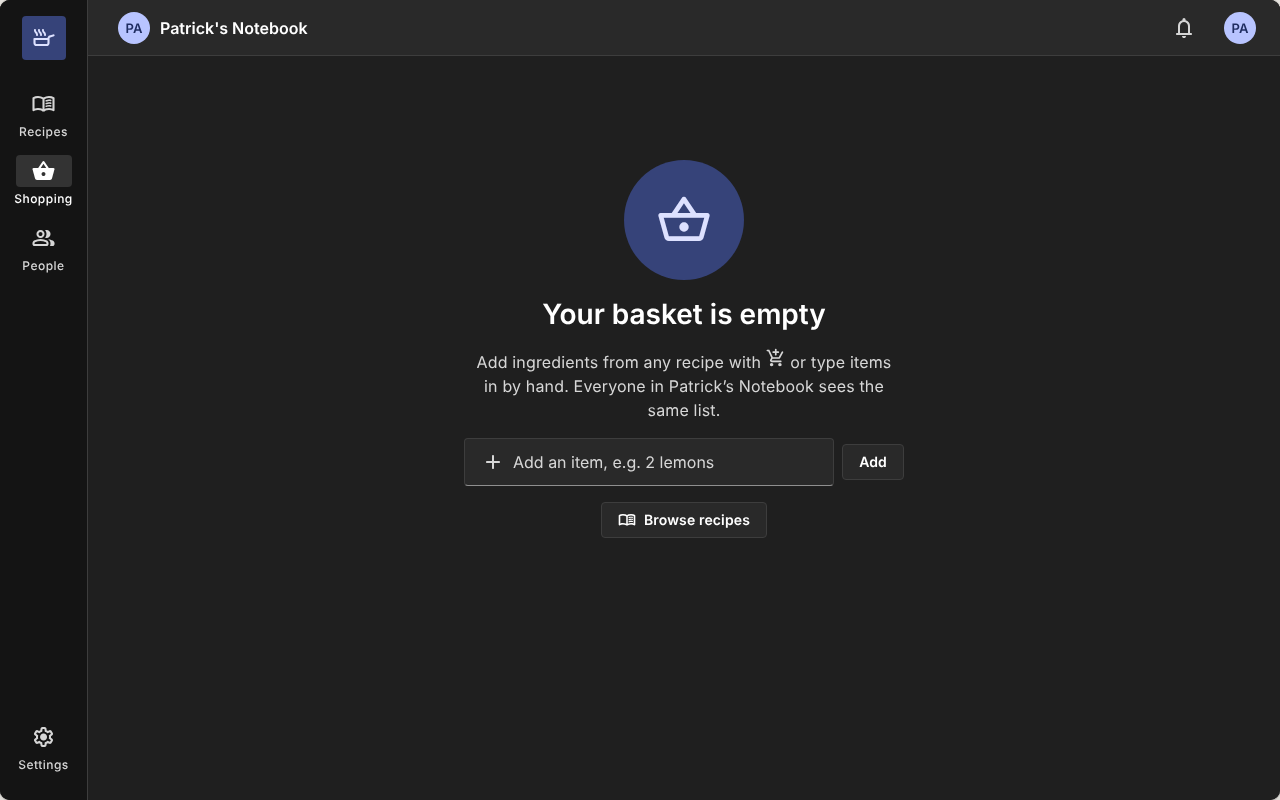 PA Patrick's Notebook
PA
Recipes
Shopping
People
Settings
Your basket is empty
Add ingredients from any recipe with or type items
in by hand. Everyone in Patrick’s Notebook sees the
same list.
Add an item, e.g. 2 lemons
Add
Browse recipes